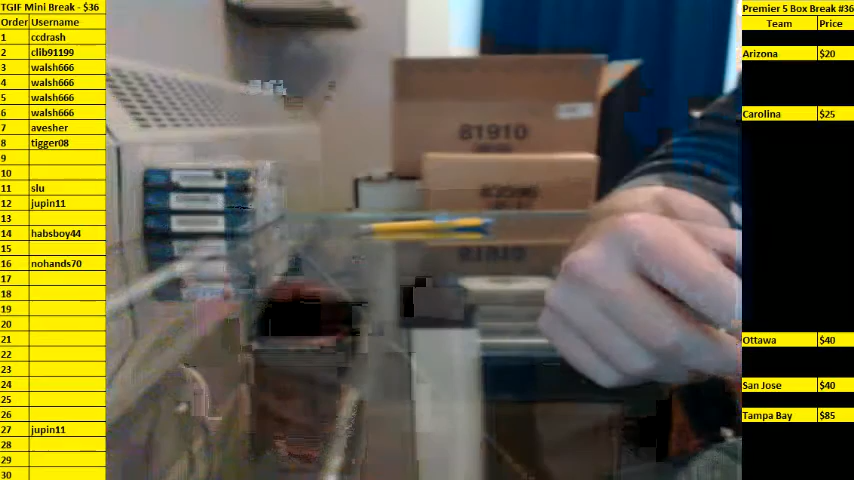 TGIF Mini Break - $36
Order Username
1 ccdrash
2 clib91199
3 walsh666
4 walsh666
5 walsh666
6 walsh666
7 avesher
8 tigger08
9
10
11 slu
12 jupin11
13
14 habsboy44
15
16 nohands70
17
18
19
20
21
22
23
24
25
26
27 jupin11
28
29
30
81910
Premier 5 Box Break #36
Team Price
Arizona $20
Carolina $25
Ottawa $40
San Jose $40
Tampa Bay $85